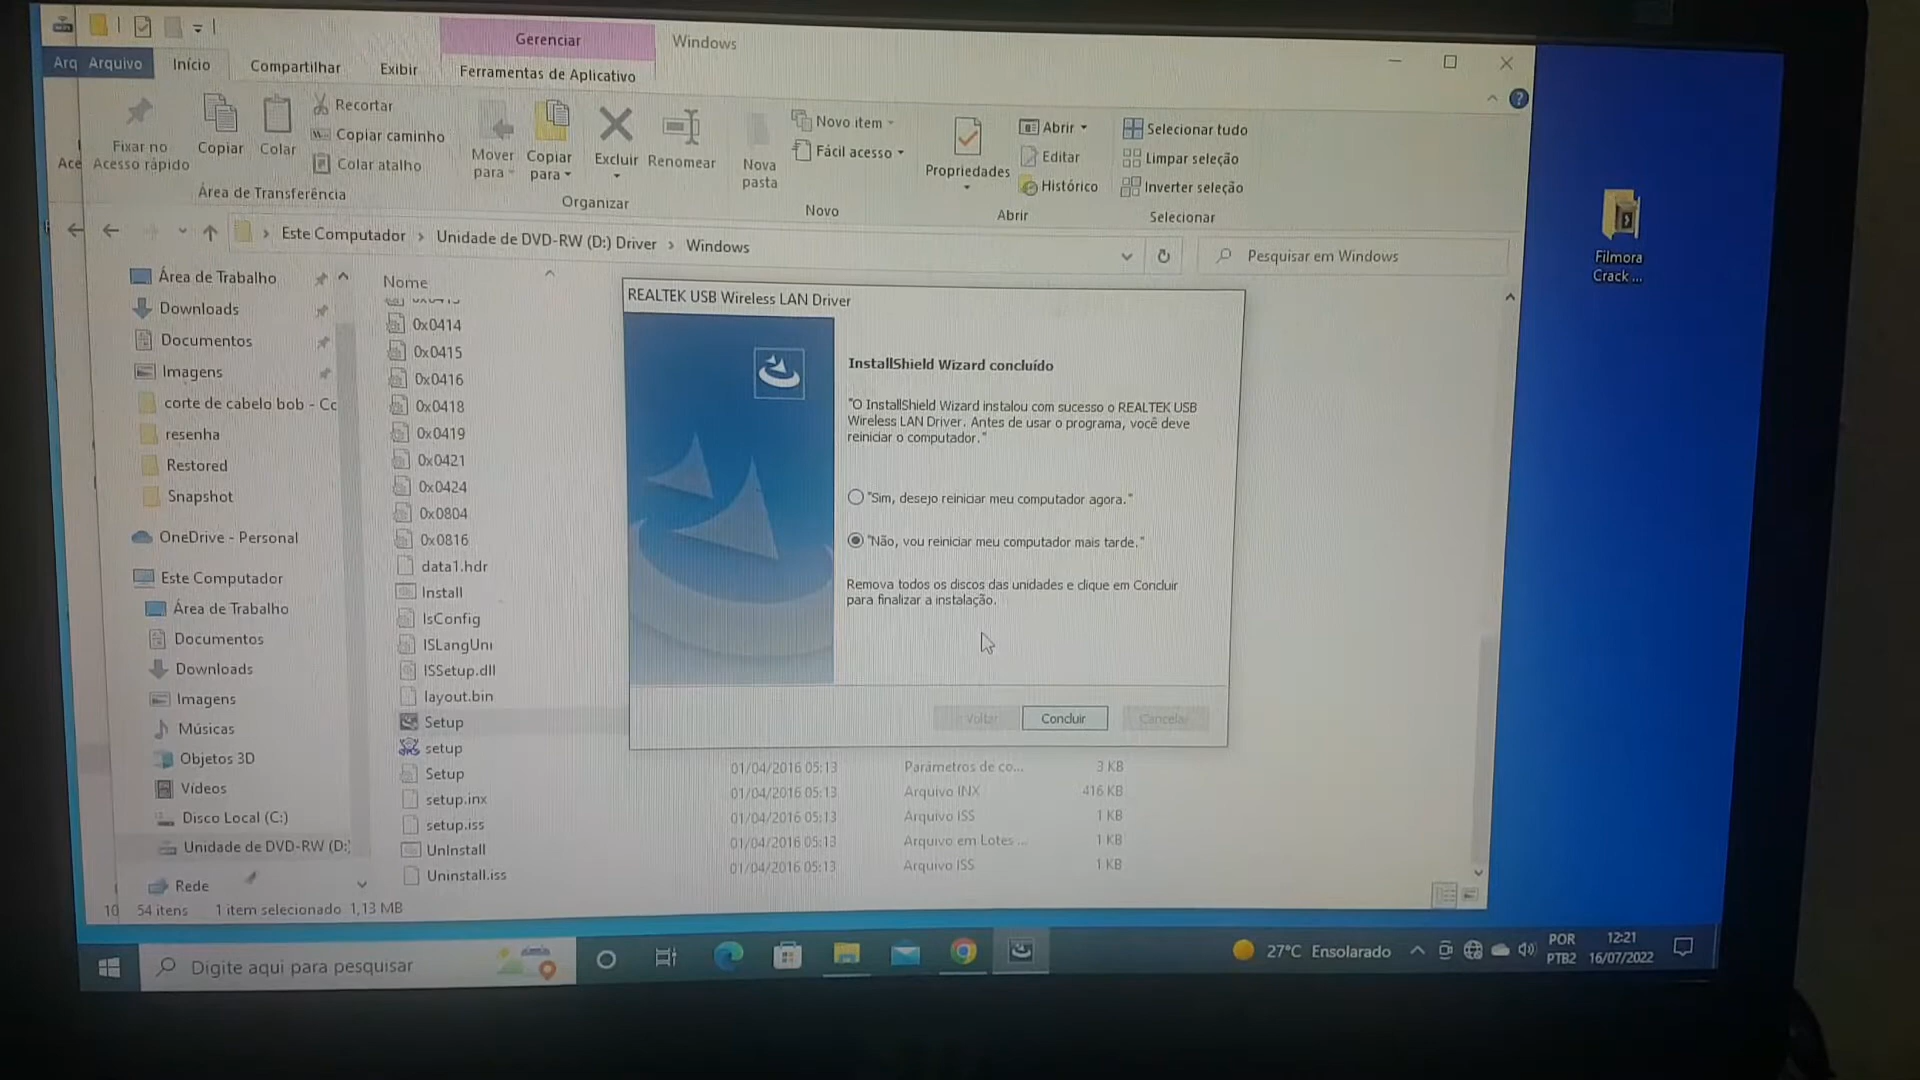 Gerenciar
Windows
Arq
Arquivo
Início
Compartilhar
Exibir
Ferramentas de Aplicativo
Fixar no
Acesso rápido
Ace
Copiar
Colar
Recortar
Copiar caminho
Colar atalho
Área de Transferência
Mover
para
Copiar
para
Excluir
Renomear
Organizar
Nova
pasta
Novo item
Fácil acesso
Novo
Propriedades
Abrir
Editar
Histórico
Abrir
Selecionar tudo
Limpar seleção
Inverter seleção
Selecionar
Este Computador > Unidade de DVD-RW (D:) Driver > Windows
Pesquisar em Windows
Área de Trabalho
Downloads
Documentos
Imagens
corte de cabelo bob - Cc
resenha
Restored
Snapshot
OneDrive - Personal
Este Computador
Área de Trabalho
Documentos
Downloads
Imagens
Músicas
Objetos 3D
Vídeos
Disco Local (C:)
Unidade de DVD-RW (D:)
Rede
Nome
0x0414
0x0415
0x0416
0x0418
0x0419
0x0421
0x0424
0x0804
0x0816
data1.hdr
Install
IsConfig
ISLangUni
ISSetup.dll
layout.bin
Setup
setup
Setup 01/04/2016 05:13 Parâmetros de co... 3 KB
setup.inx 01/04/2016 05:13 Arquivo INX 416 KB
setup.iss 01/04/2016 05:13 Arquivo ISS 1 KB
UnInstall 01/04/2016 05:13 Arquivo em Lotes ... 1 KB
Uninstall.iss 01/04/2016 05:13 Arquivo ISS 1 KB
REALTEK USB Wireless LAN Driver
InstallShield Wizard concluído
"O InstallShield Wizard instalou com sucesso o REALTEK USB
Wireless LAN Driver. Antes de usar o programa, você deve
reiniciar o computador."
"Sim, desejo reiniciar meu computador agora."
"Não, vou reiniciar meu computador mais tarde."
Remova todos os discos das unidades e clique em Concluir
para finalizar a instalação.
Voltar
Concluir
Cancelar
10
54 itens 1 item selecionado 1,13 MB
Filmora
Crack ...
Digite aqui para pesquisar
27°C Ensolarado
POR
PTB2
12:21
16/07/2022